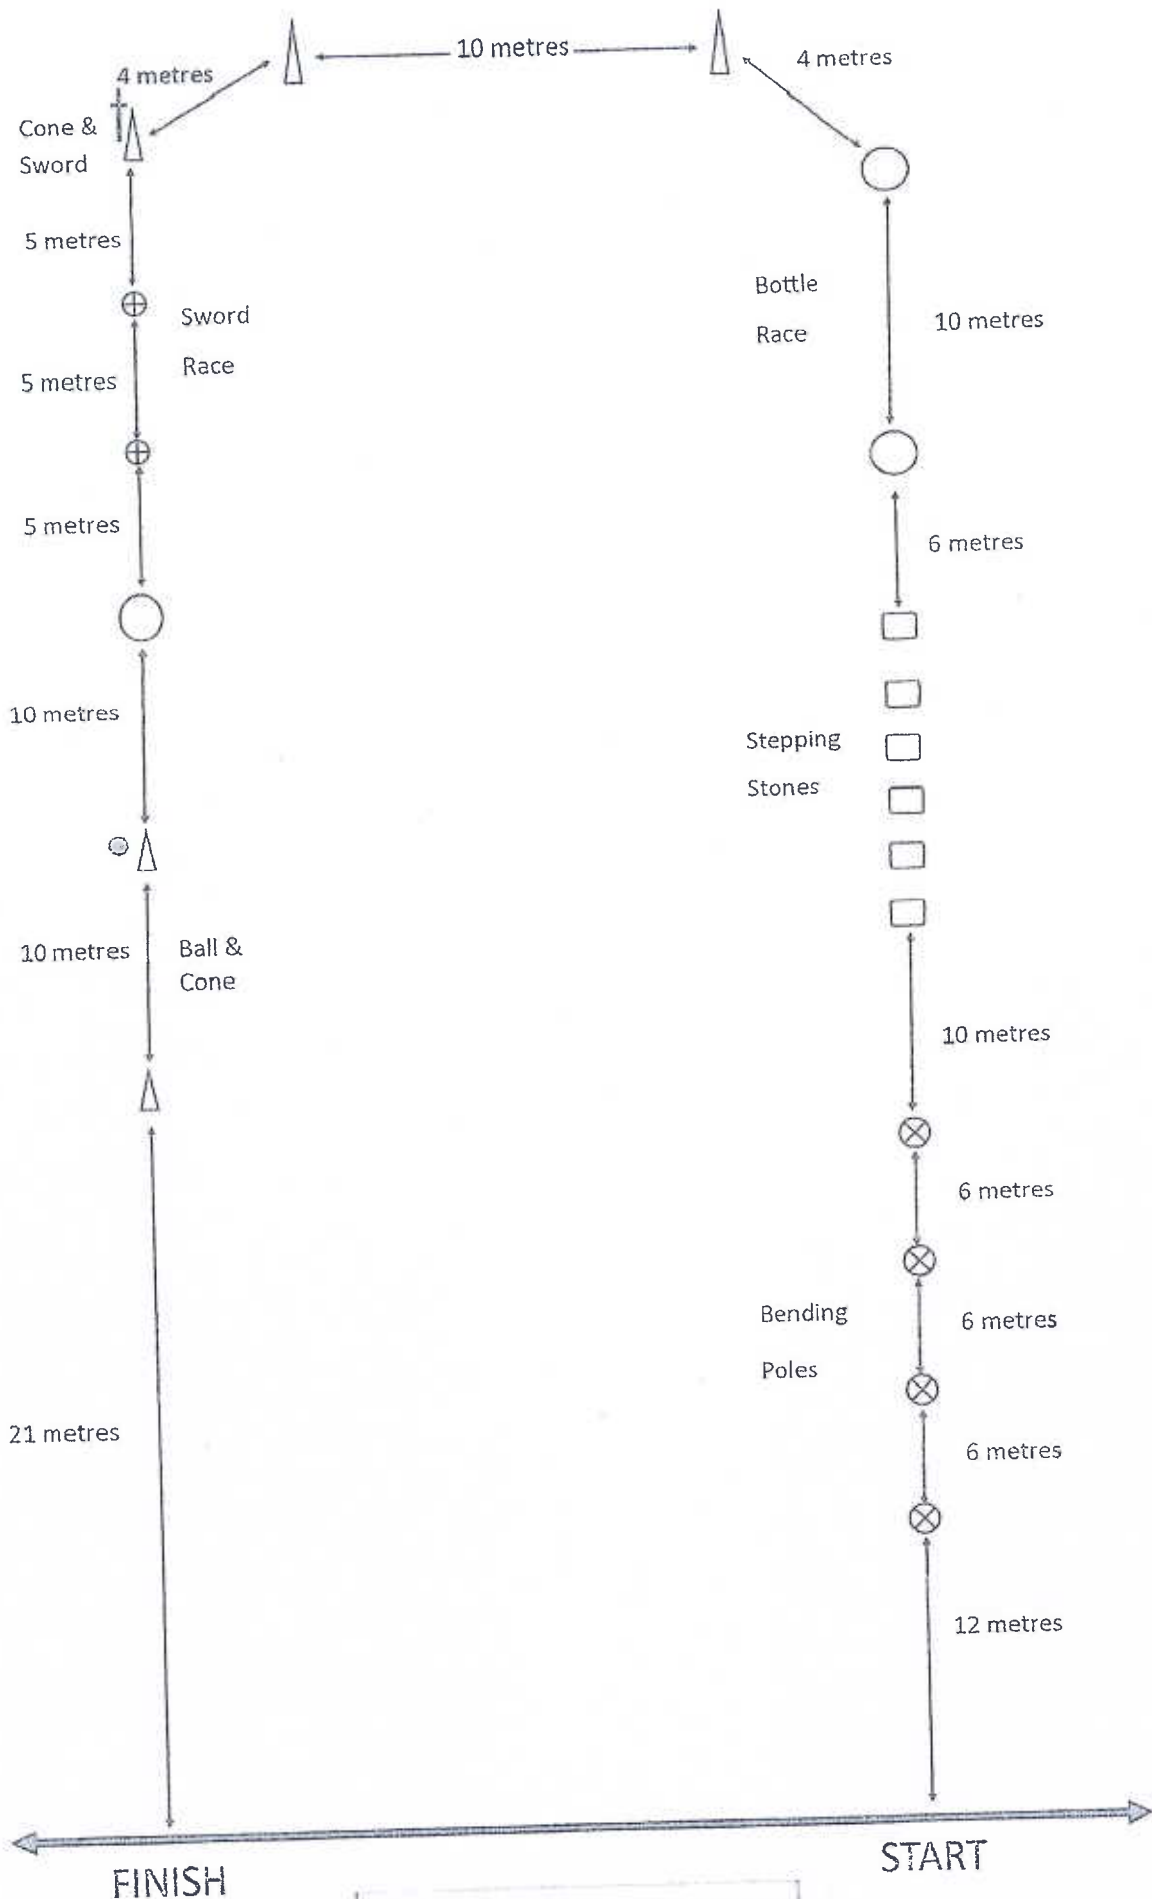 10 metres
4 metres
4 metres
Cone &
Sword
5 metres
Bottle
Sword
10 metres
Race
Race
5 metres
5 metres
6 metres
10 metres
Stepping
Stones
10 metres
Ball &
Cone
10 metres
6 metres
Bending
6 metres
Poles
21 metres
6 metres
12 metres
START
FINISH